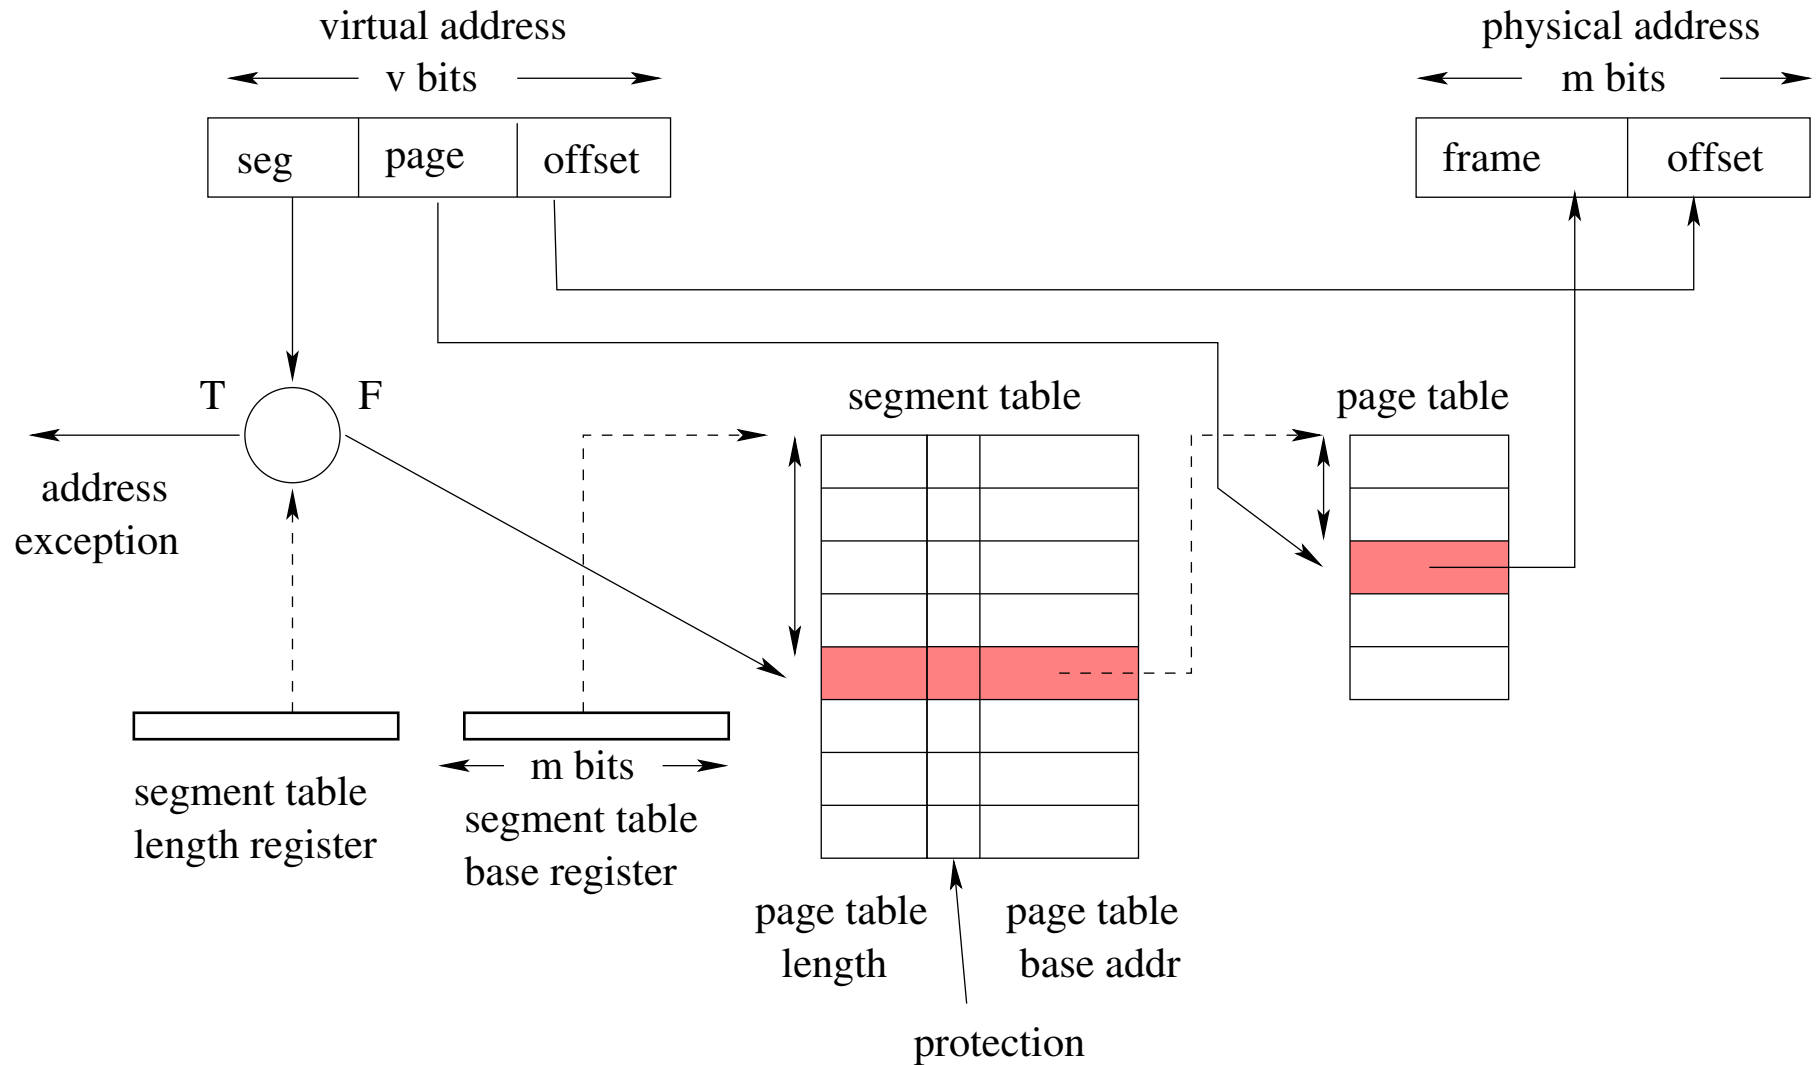 virtual address
v bits
seg page offset
physical address
m bits
frame offset
T F
address
exception
segment table
page table
segment table
length register
m bits
segment table
base register
page table
length
page table
base addr
protection